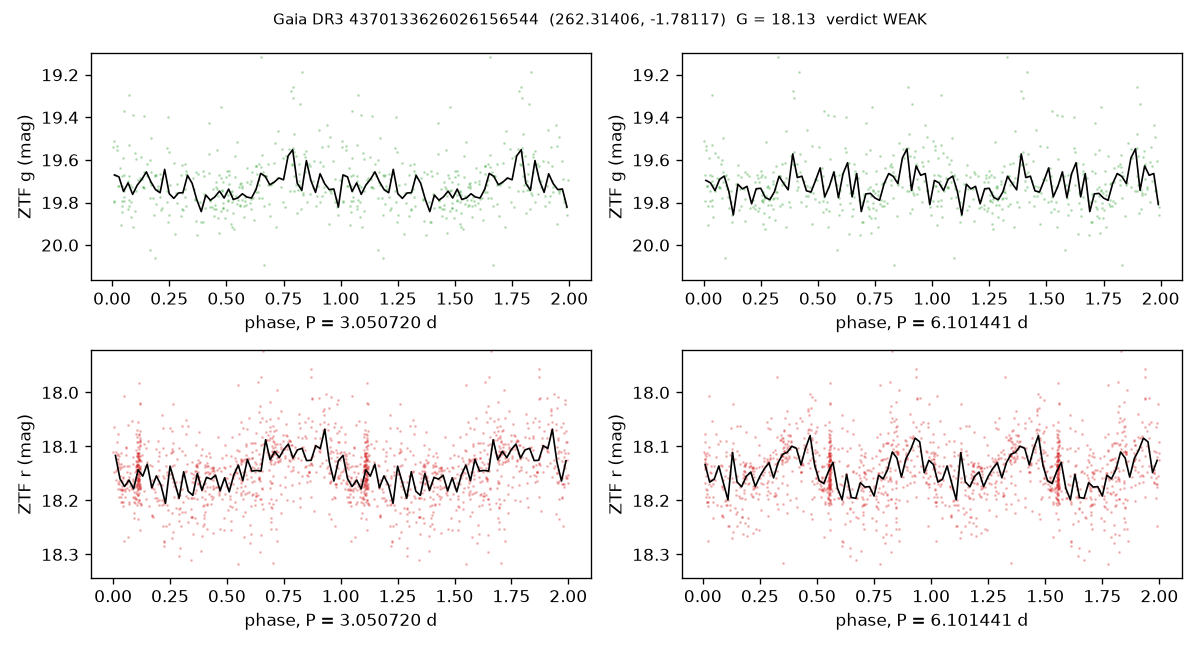 Gaia DR3 4370133626026156544  (262.31406, -1.78117)  G = 18.13  verdict WEAK
ZTF g (mag)
19.2
19.4
19.6
19.8
20.0
0.00 0.25 0.50 0.75 1.00 1.25 1.50 1.75 2.00
phase, P = 3.050720 d
ZTF g (mag)
19.2
19.4
19.6
19.8
20.0
0.00 0.25 0.50 0.75 1.00 1.25 1.50 1.75 2.00
phase, P = 6.101441 d
ZTF r (mag)
18.0
18.1
18.2
18.3
0.00 0.25 0.50 0.75 1.00 1.25 1.50 1.75 2.00
phase, P = 3.050720 d
ZTF r (mag)
18.0
18.1
18.2
18.3
0.00 0.25 0.50 0.75 1.00 1.25 1.50 1.75 2.00
phase, P = 6.101441 d